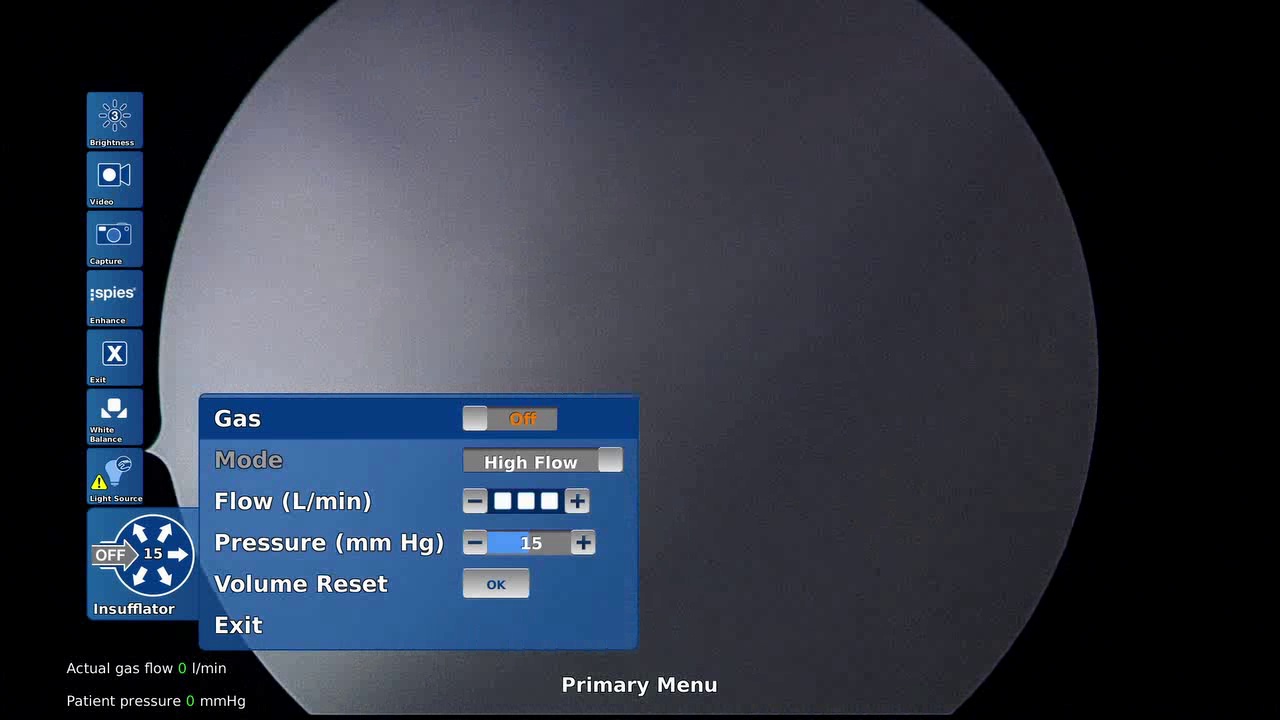 3
Brightness
Video
Capture
:spies
Enhance
X
Exit
White
Balance
Light Source
OFF 15
Insufflator
Gas Off
Mode High Flow
Flow (L/min) − +
Pressure (mm Hg) − 15 +
Volume Reset OK
Exit
Actual gas flow 0 l/min
Patient pressure 0 mmHg
Primary Menu